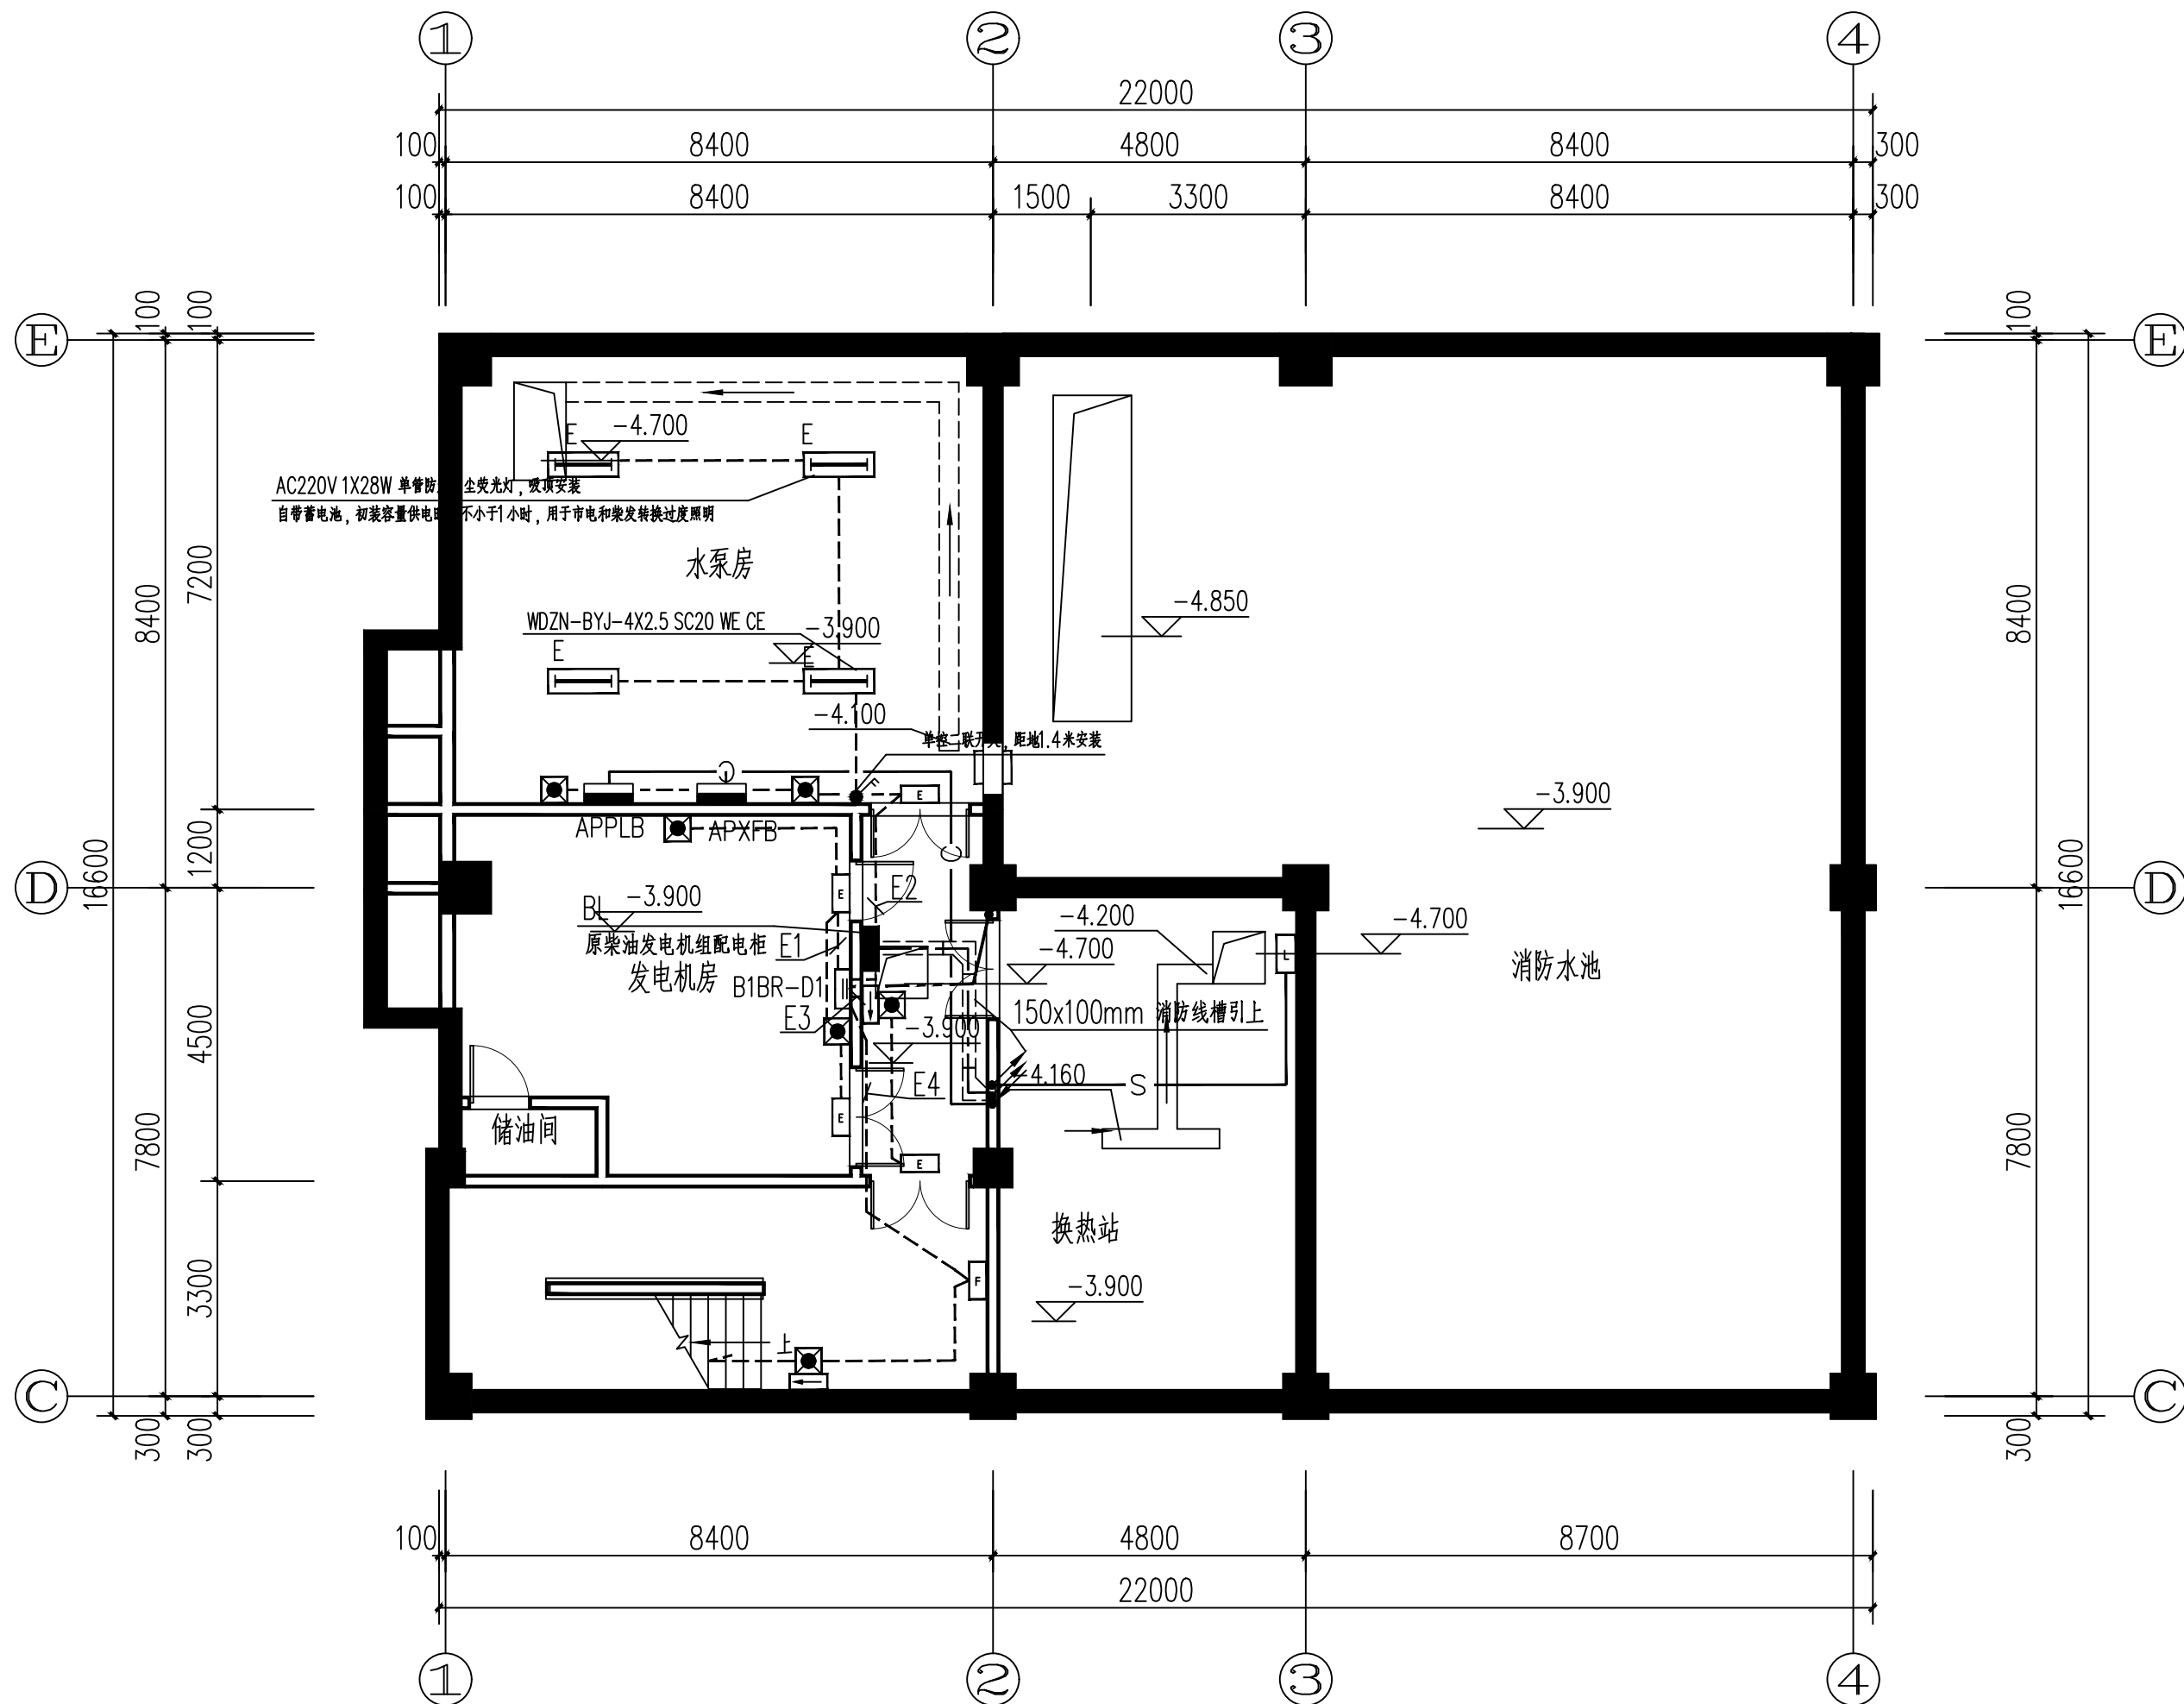 1 2 3 4
22000
100 8400 4800 8400 300
100 8400 1500 3300 8400 300
100 100
100
E
E
E -4.700 E
AC220V 1X28W 单管防 尘荧光灯，吸顶安装
自带蓄电池，初装容量供电 不小于1小时，用于市电和柴发转换过度照明
水泵房
7200
8400
8400
WDZN-BYJ-4X2.5 SC20 WE CE
-3.900
-4.850
E E
-4.100
单控 联开 ，距地1.4米安装
-3.900
E
APPLB APXFB
1200
16600
16600
D
D
E
E2
BL -3.900
-4.200
-4.700
原柴油发电机组配电柜 E1
-4.700
L
发电机房
B1BR-D1
消防水池
E3
150x100mm 消防线槽引上
-3.900
4500
E4
-4.160
S
E
储油间
7800
7800
E
换热站
-3.900
F
3300
上
C
C
300 300
300
100 8400 4800 8700
22000
1 2 3 4